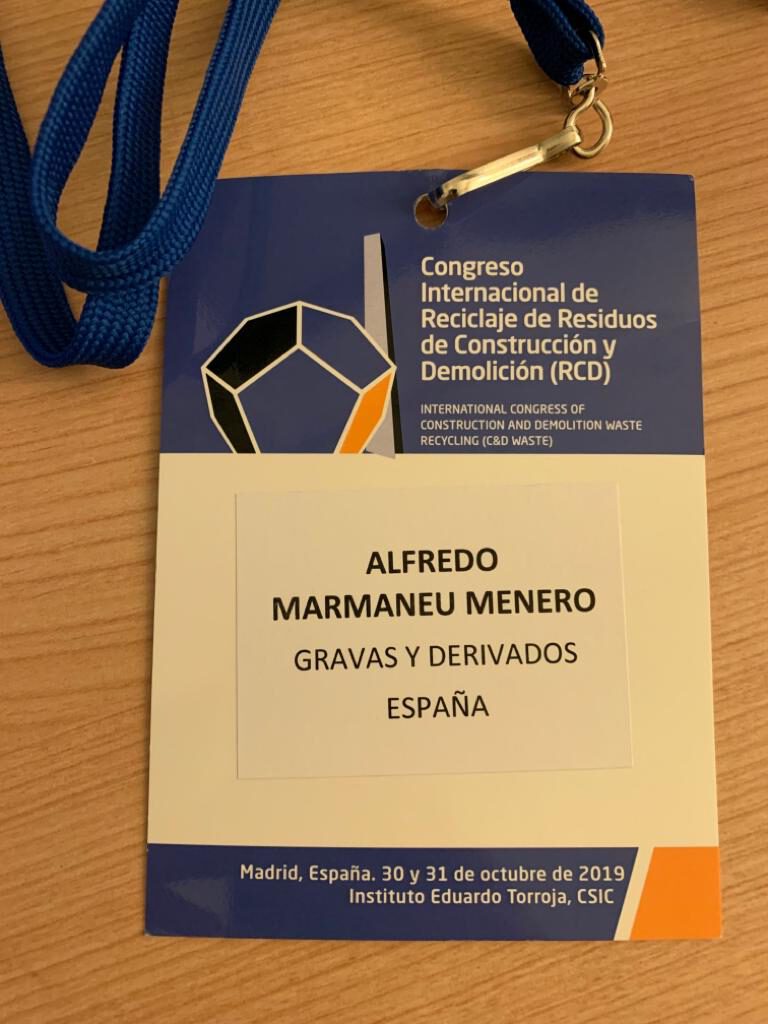 Congreso
Internacional de
Reciclaje de Residuos
de Construcción y
Demolición (RCD)
INTERNATIONAL CONGRESS OF
CONSTRUCTION AND DEMOLITION WASTE
RECYCLING (C&D WASTE)
ALFREDO
MARMANEU MENERO
GRAVAS Y DERIVADOS
ESPAÑA
Madrid, España. 30 y 31 de octubre de 2019
Instituto Eduardo Torroja, CSIC